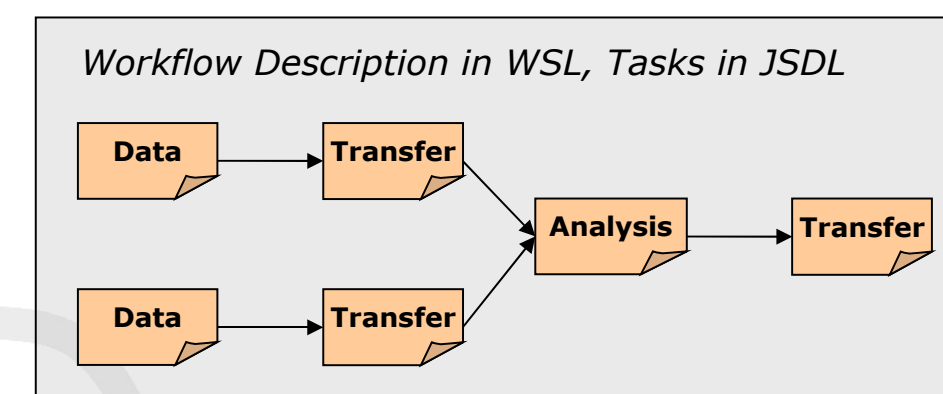 Workflow Description in WSL, Tasks in JSDL
Data
Transfer
Analysis
Transfer
Data
Transfer